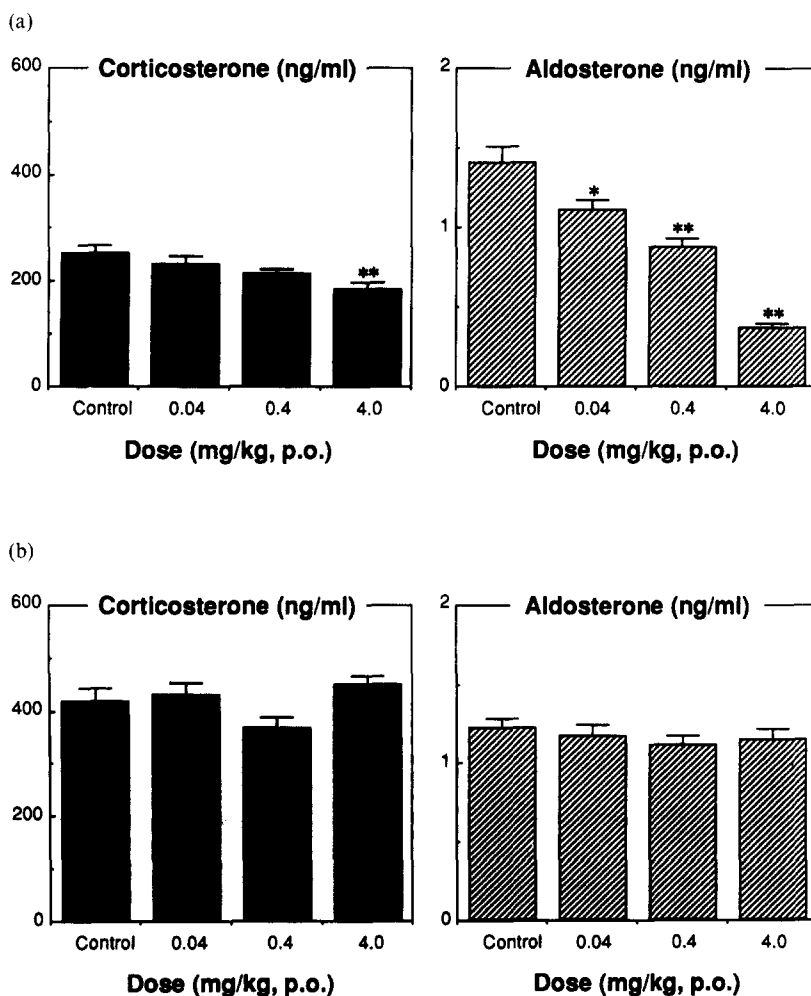 (a)
Corticosterone (ng/ml)
600
400
200
0
**
Control 0.04 0.4 4.0
Dose (mg/kg, p.o.)
Aldosterone (ng/ml)
2
1
0
*
**
**
Control 0.04 0.4 4.0
Dose (mg/kg, p.o.)
(b)
Corticosterone (ng/ml)
600
400
200
0
Control 0.04 0.4 4.0
Dose (mg/kg, p.o.)
Aldosterone (ng/ml)
2
1
0
Control 0.04 0.4 4.0
Dose (mg/kg, p.o.)